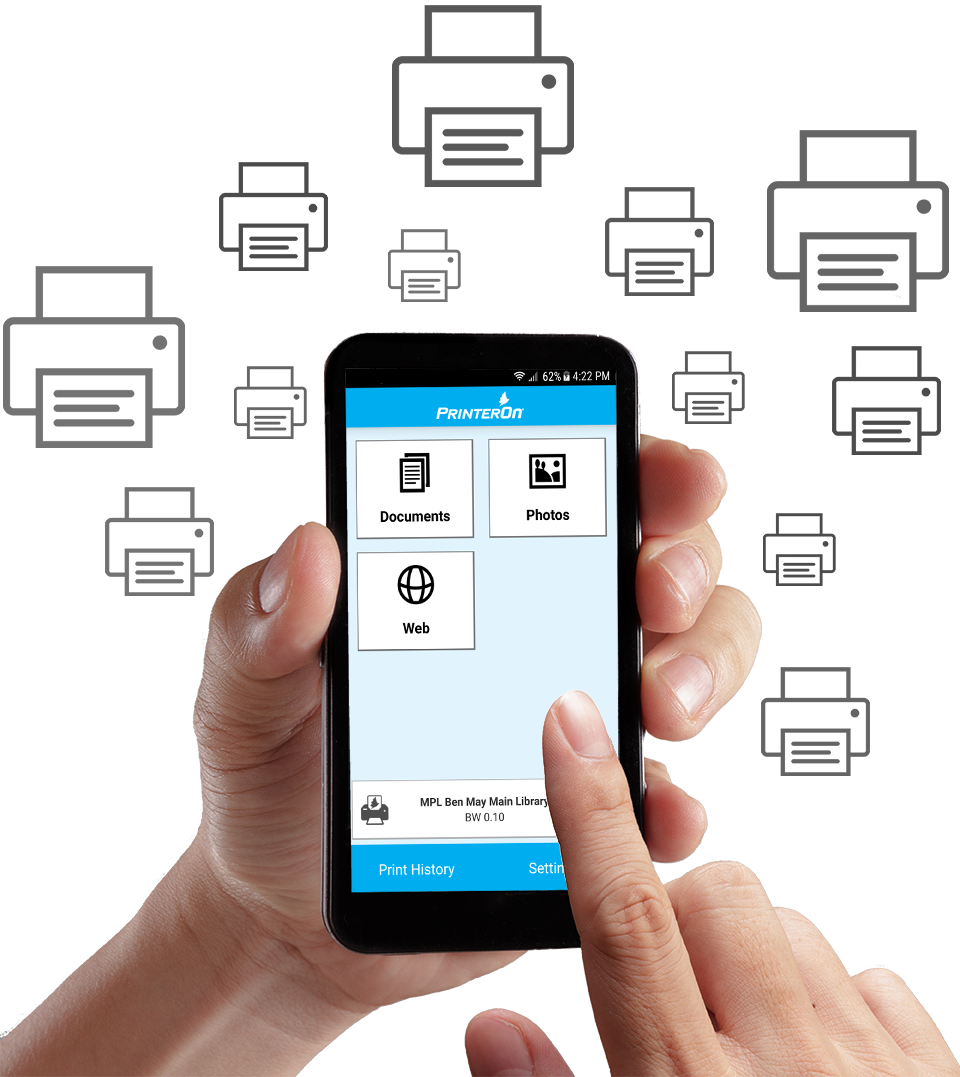 62% 4:22 PM
PRINTERON
Documents
Photos
Web
MPL Ben May Main Library
BW 0.10
Print History
Settin